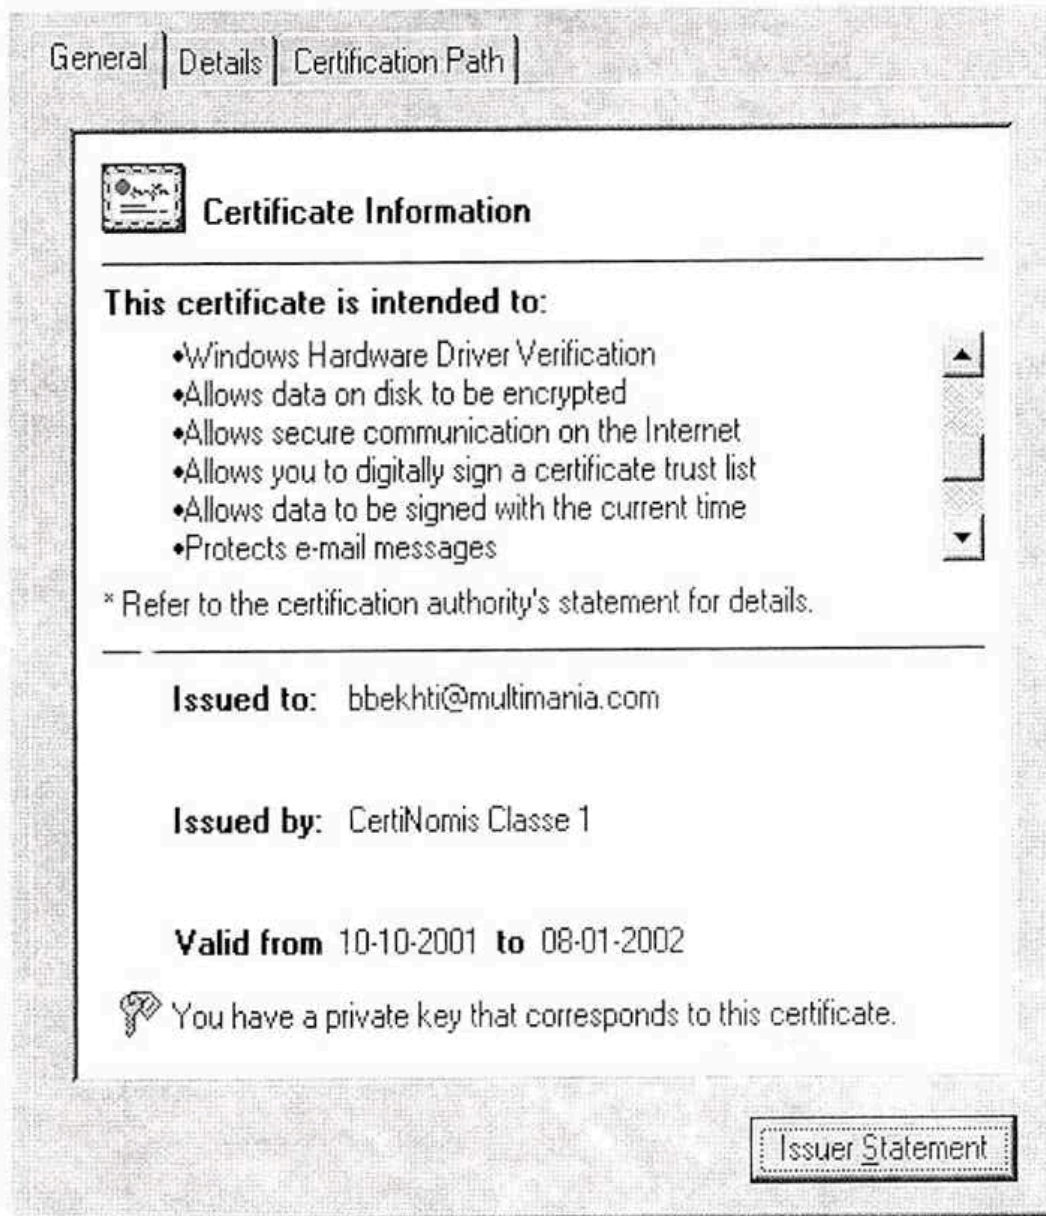 General Details Certification Path
Certificate Information
This certificate is intended to:
•Windows Hardware Driver Verification
•Allows data on disk to be encrypted
•Allows secure communication on the Internet
•Allows you to digitally sign a certificate trust list
•Allows data to be signed with the current time
•Protects e-mail messages
* Refer to the certification authority's statement for details.
Issued to: bbekhti@multimania.com
Issued by: CertiNomis Classe 1
Valid from 10-10-2001 to 08-01-2002
You have a private key that corresponds to this certificate.
Issuer Statement